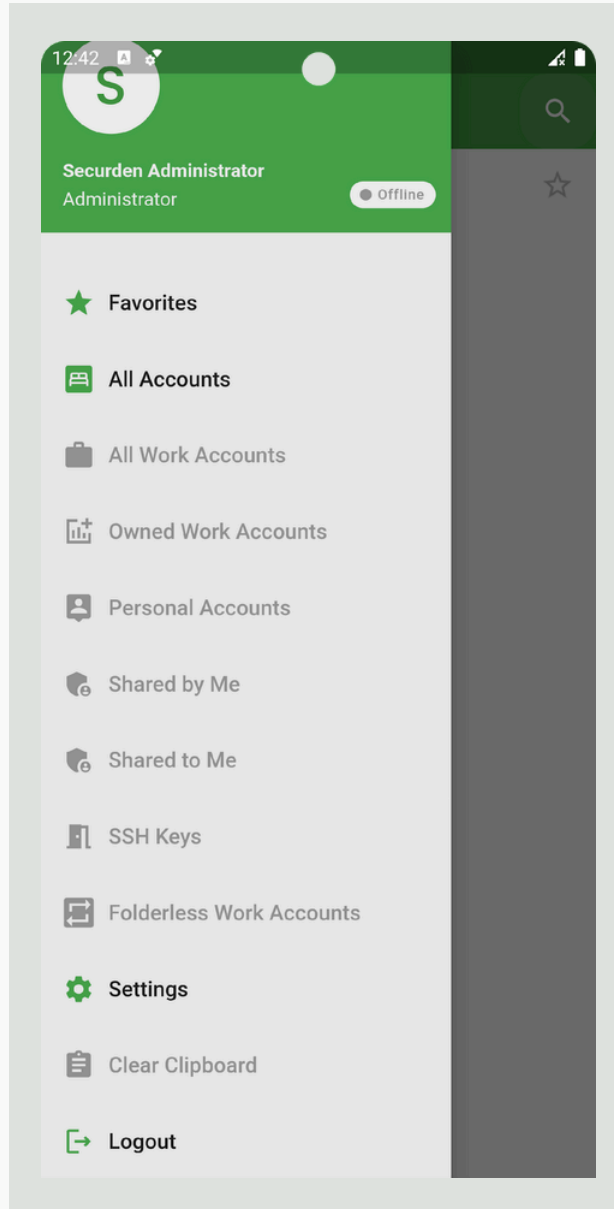 12:42 A
S
Securden Administrator
Administrator
Offline
Favorites
All Accounts
All Work Accounts
Owned Work Accounts
Personal Accounts
Shared by Me
Shared to Me
SSH Keys
Folderless Work Accounts
Settings
Clear Clipboard
Logout